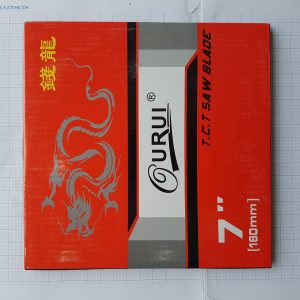 錢龍
QURUI®
T.C.T SAW BLADE
7"
[180mm]